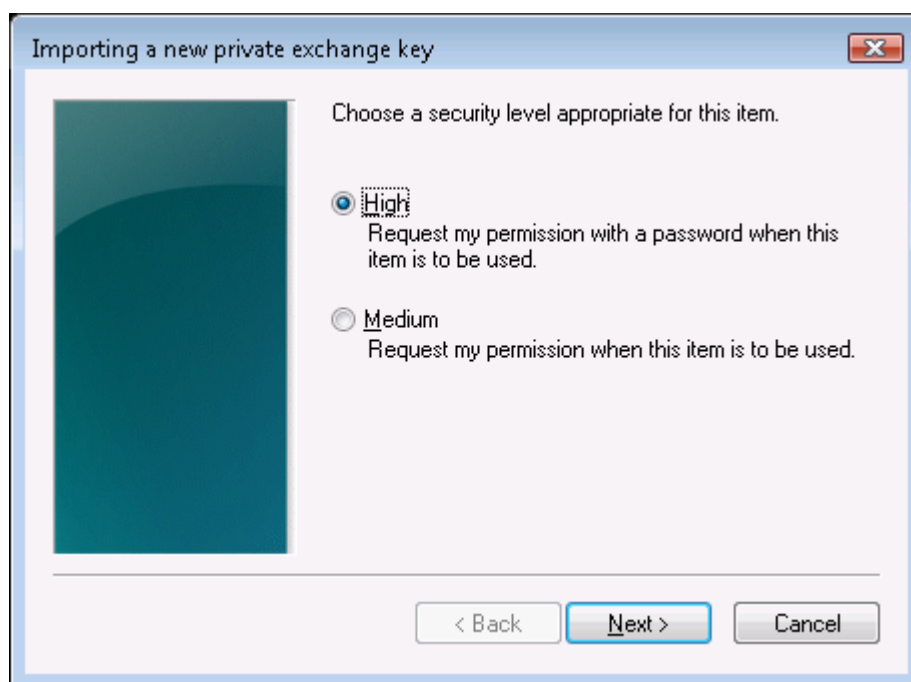 Importing a new private exchange key
Choose a security level appropriate for this item.
High
Request my permission with a password when this
item is to be used.
Medium
Request my permission when this item is to be used.
< Back
Next >
Cancel